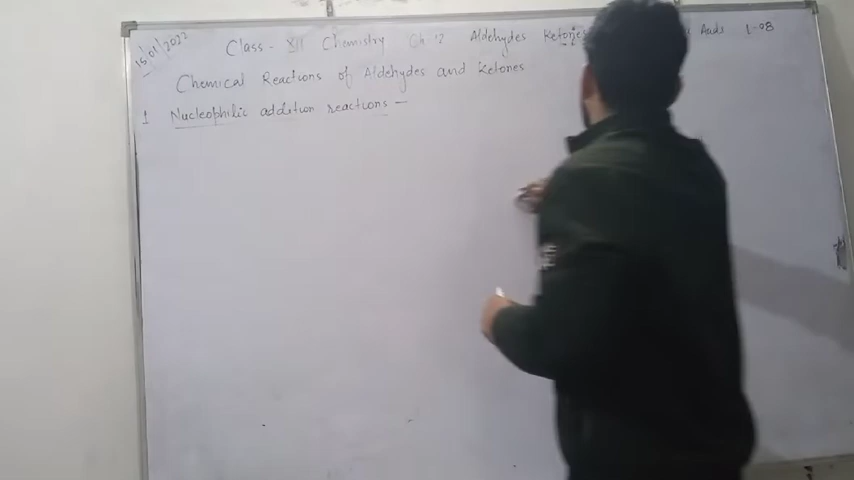 15/01/2022
Class - XII Chemistry Ch 12 Aldehydes Ketones Acids L-08
Chemical Reactions of Aldehydes and Ketones
1 Nucleophilic addition reactions -